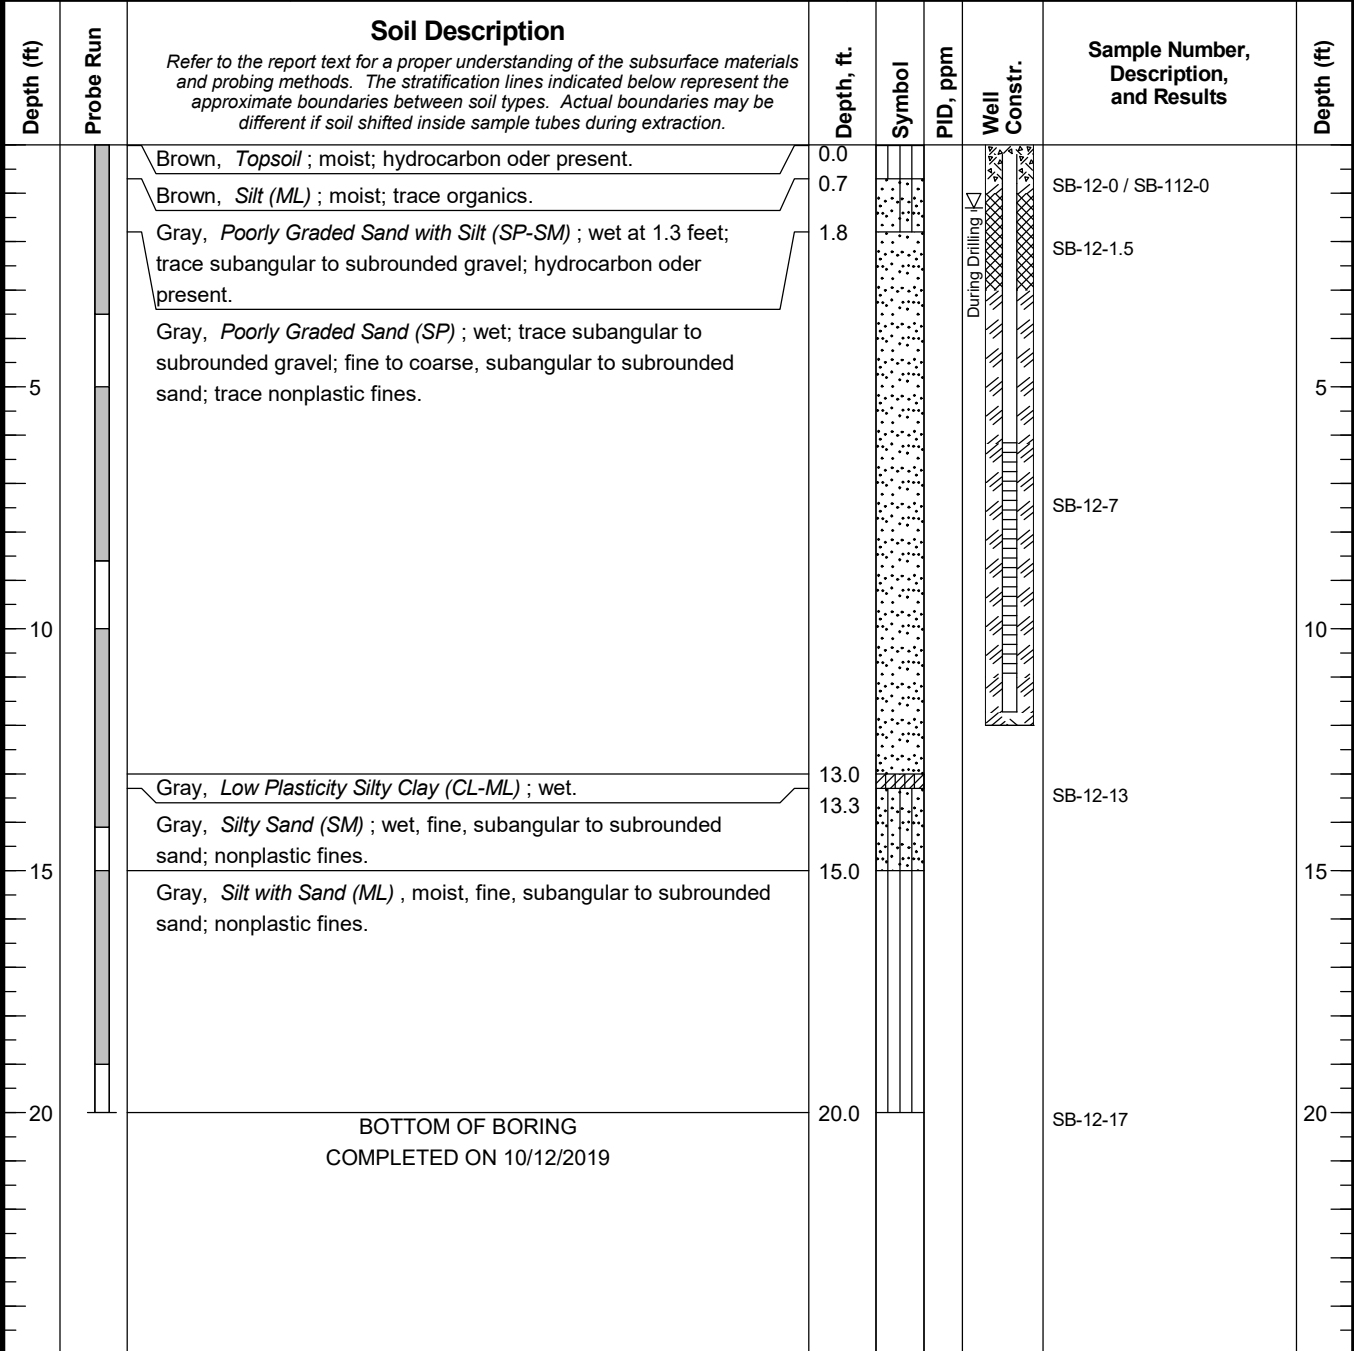 Depth (ft)
Probe Run
Soil Description
Refer to the report text for a proper understanding of the subsurface materials
and probing methods. The stratification lines indicated below represent the
approximate boundaries between soil types. Actual boundaries may be
different if soil shifted inside sample tubes during extraction.
Depth, ft.
Symbol
PID, ppm
Well
Constr.
Sample Number,
Description,
and Results
Depth (ft)
Brown, Topsoil ; moist; hydrocarbon oder present.
0.0
Brown, Silt (ML) ; moist; trace organics.
0.7
SB-12-0 / SB-112-0
Gray, Poorly Graded Sand with Silt (SP-SM) ; wet at 1.3 feet;
trace subangular to subrounded gravel; hydrocarbon oder
present.
1.8
During Drilling
SB-12-1.5
Gray, Poorly Graded Sand (SP) ; wet; trace subangular to
subrounded gravel; fine to coarse, subangular to subrounded
sand; trace nonplastic fines.
5
5
SB-12-7
10
10
13.0
Gray, Low Plasticity Silty Clay (CL-ML) ; wet.
13.3
SB-12-13
Gray, Silty Sand (SM) ; wet, fine, subangular to subrounded
sand; nonplastic fines.
15
15.0
15
Gray, Silt with Sand (ML) , moist, fine, subangular to subrounded
sand; nonplastic fines.
20
20.0
20
BOTTOM OF BORING
COMPLETED ON 10/12/2019
SB-12-17